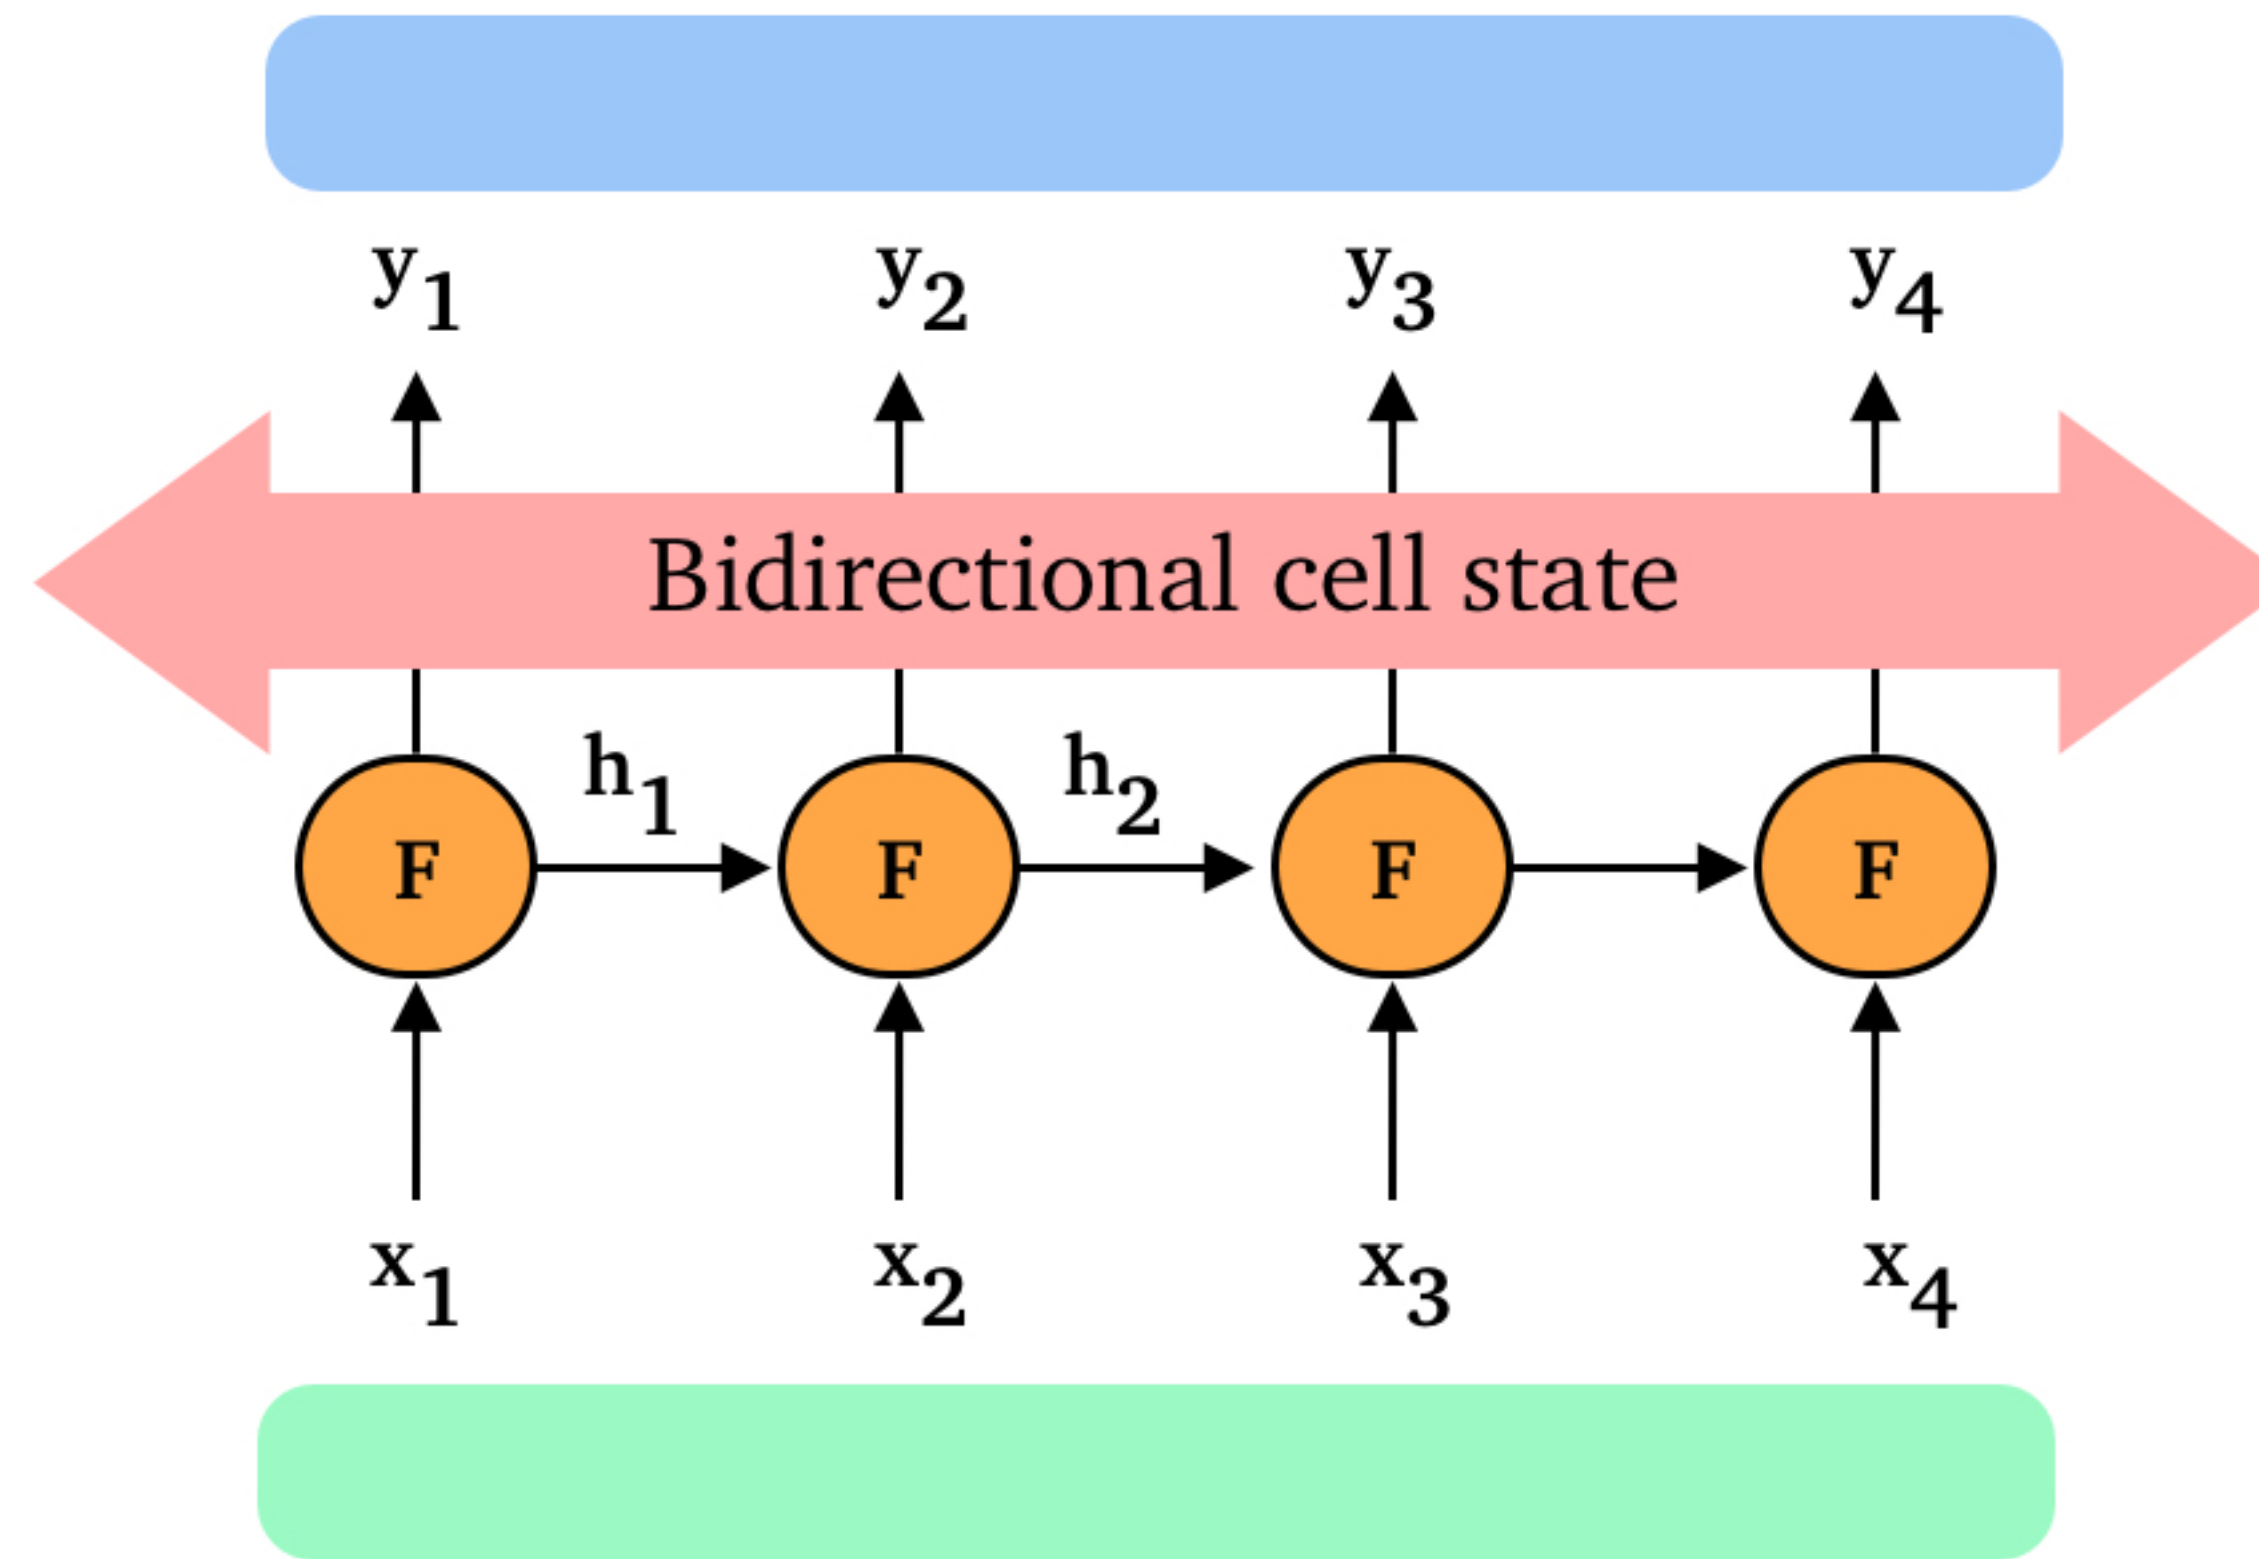 y1 y2 y3 y4
Bidirectional cell state
h1 h2
F F F F
x1 x2 x3 x4